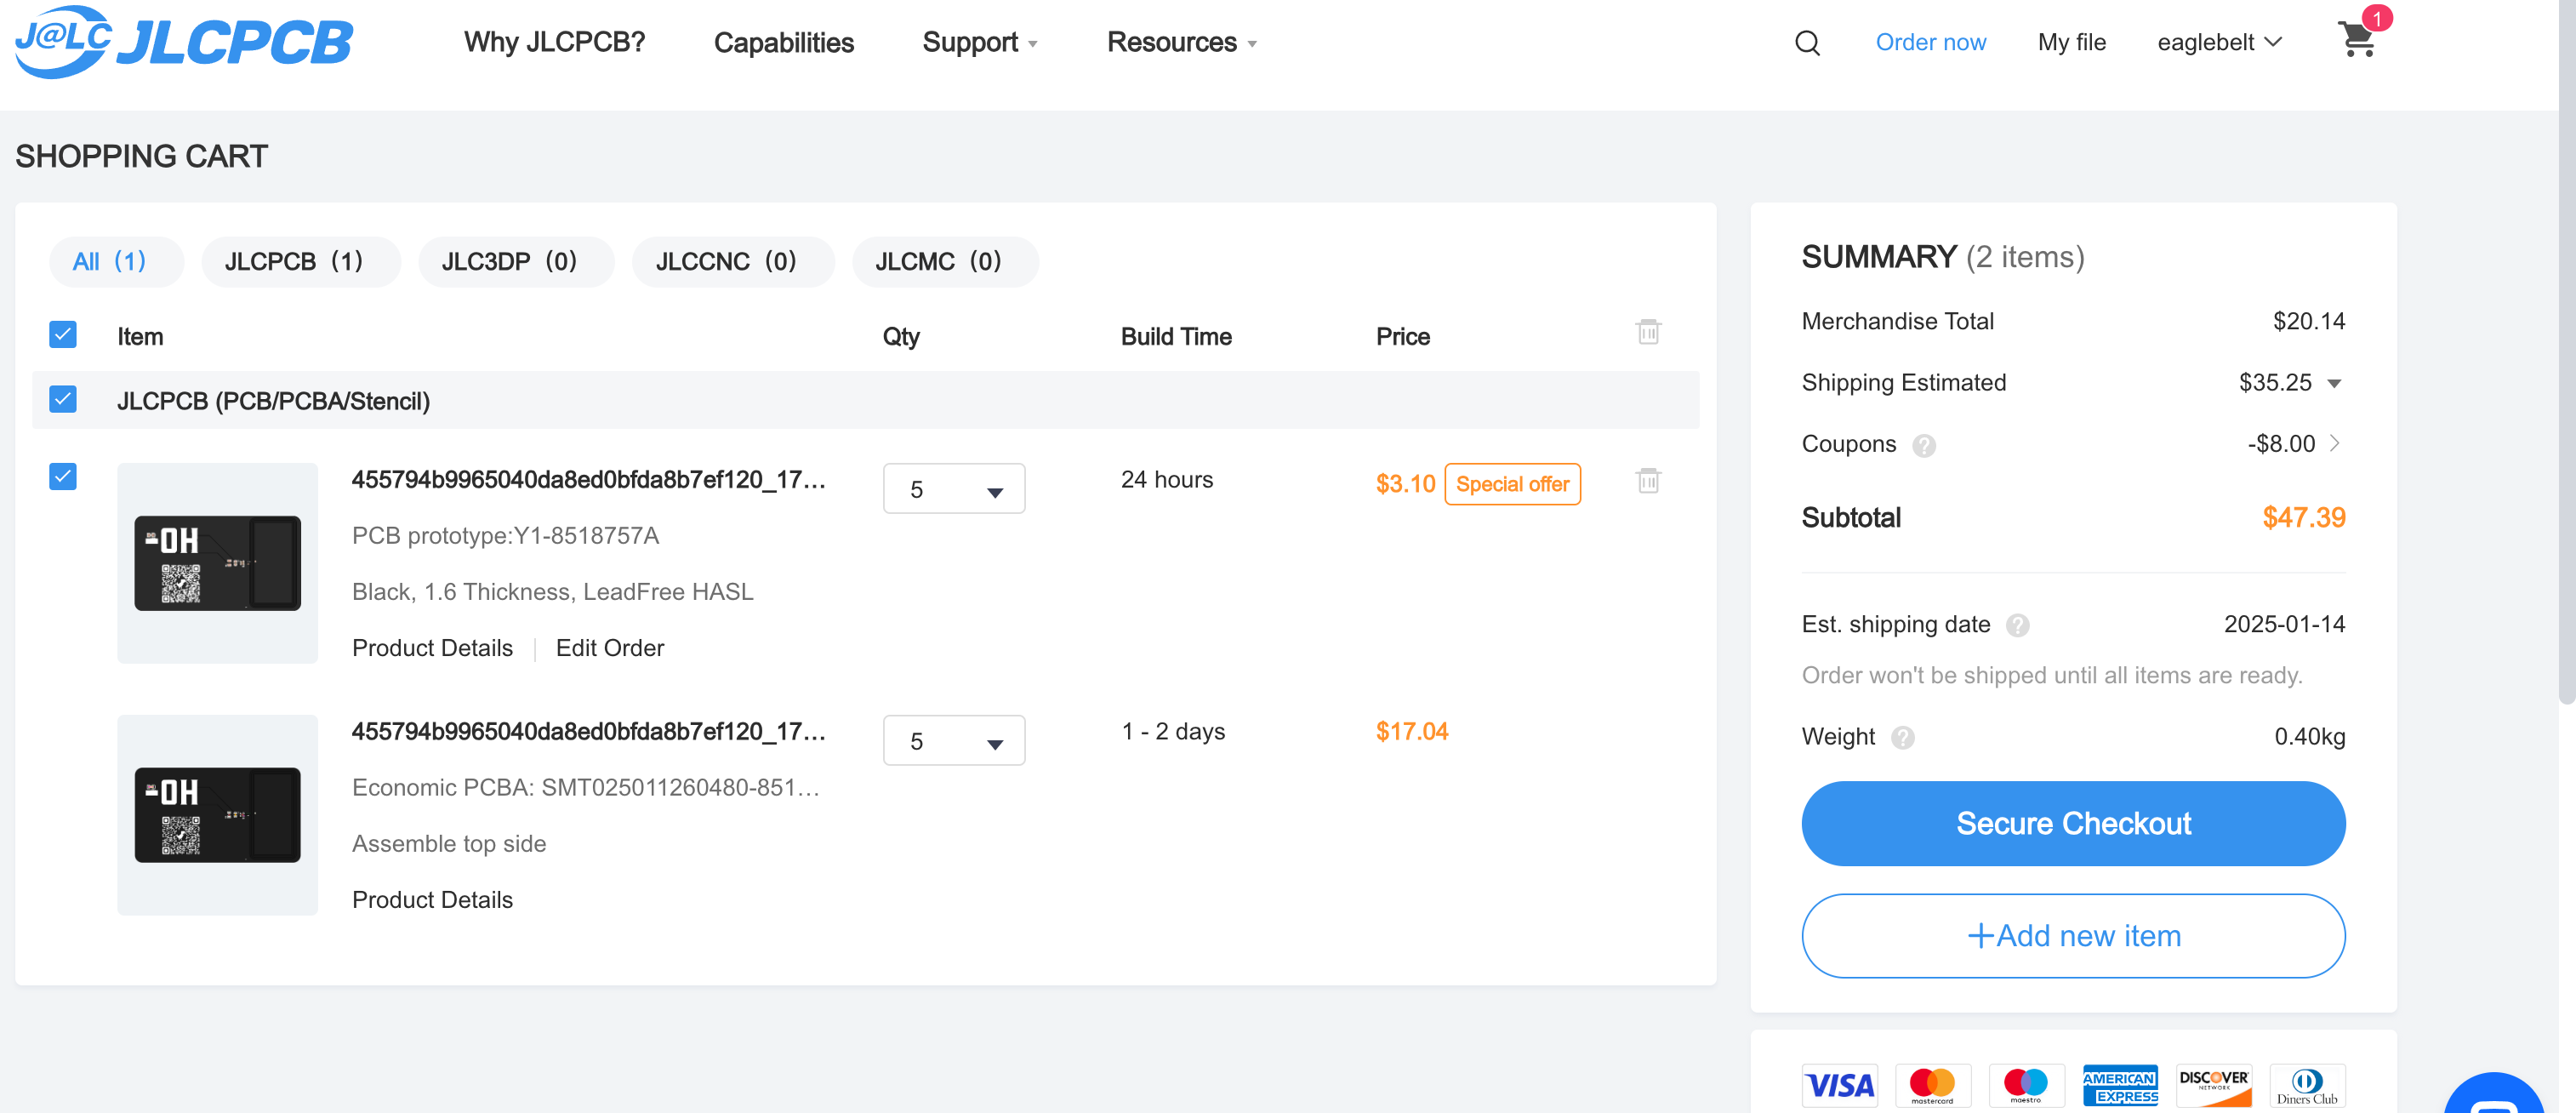 J@LC JLCPCB
Why JLCPCB?
Capabilities
Support
Resources
Order now
My file
eaglebelt
1
SHOPPING CART
All (1)
JLCPCB (1)
JLC3DP (0)
JLCCNC (0)
JLCMC (0)
Item Qty Build Time Price
JLCPCB (PCB/PCBA/Stencil)
455794b9965040da8ed0bfda8b7ef120_17... 5 24 hours $3.10 Special offer
PCB prototype:Y1-8518757A
Black, 1.6 Thickness, LeadFree HASL
Product Details Edit Order
-OH
455794b9965040da8ed0bfda8b7ef120_17... 5 1 - 2 days $17.04
Economic PCBA: SMT025011260480-851...
Assemble top side
Product Details
-OH
SUMMARY (2 items)
Merchandise Total $20.14
Shipping Estimated $35.25
Coupons ? -$8.00
Subtotal $47.39
Est. shipping date ? 2025-01-14
Order won't be shipped until all items are ready.
Weight ? 0.40kg
Secure Checkout
+Add new item
VISA
mastercard
maestro
AMERICAN EXPRESS
DISCOVER NETWORK
Diners Club